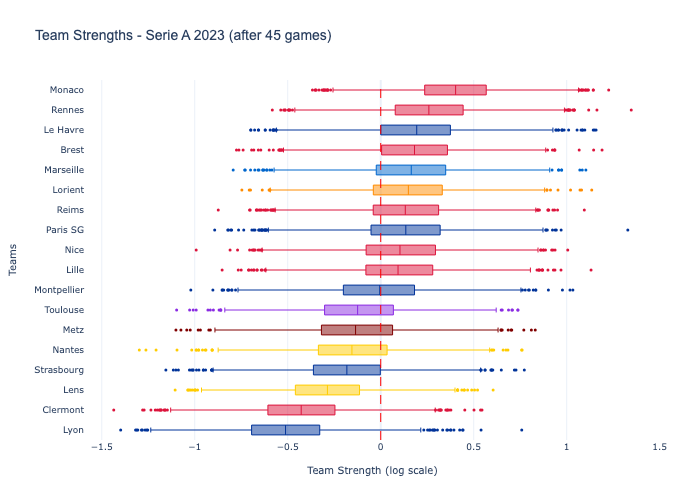 Team Strengths - Serie A 2023 (after 45 games)
Monaco
Rennes
Le Havre
Brest
Marseille
Lorient
Reims
Paris SG
Nice
Lille
Montpellier
Toulouse
Metz
Nantes
Strasbourg
Lens
Clermont
Lyon
Teams
−1.5 −1 −0.5 0 0.5 1 1.5
Team Strength (log scale)